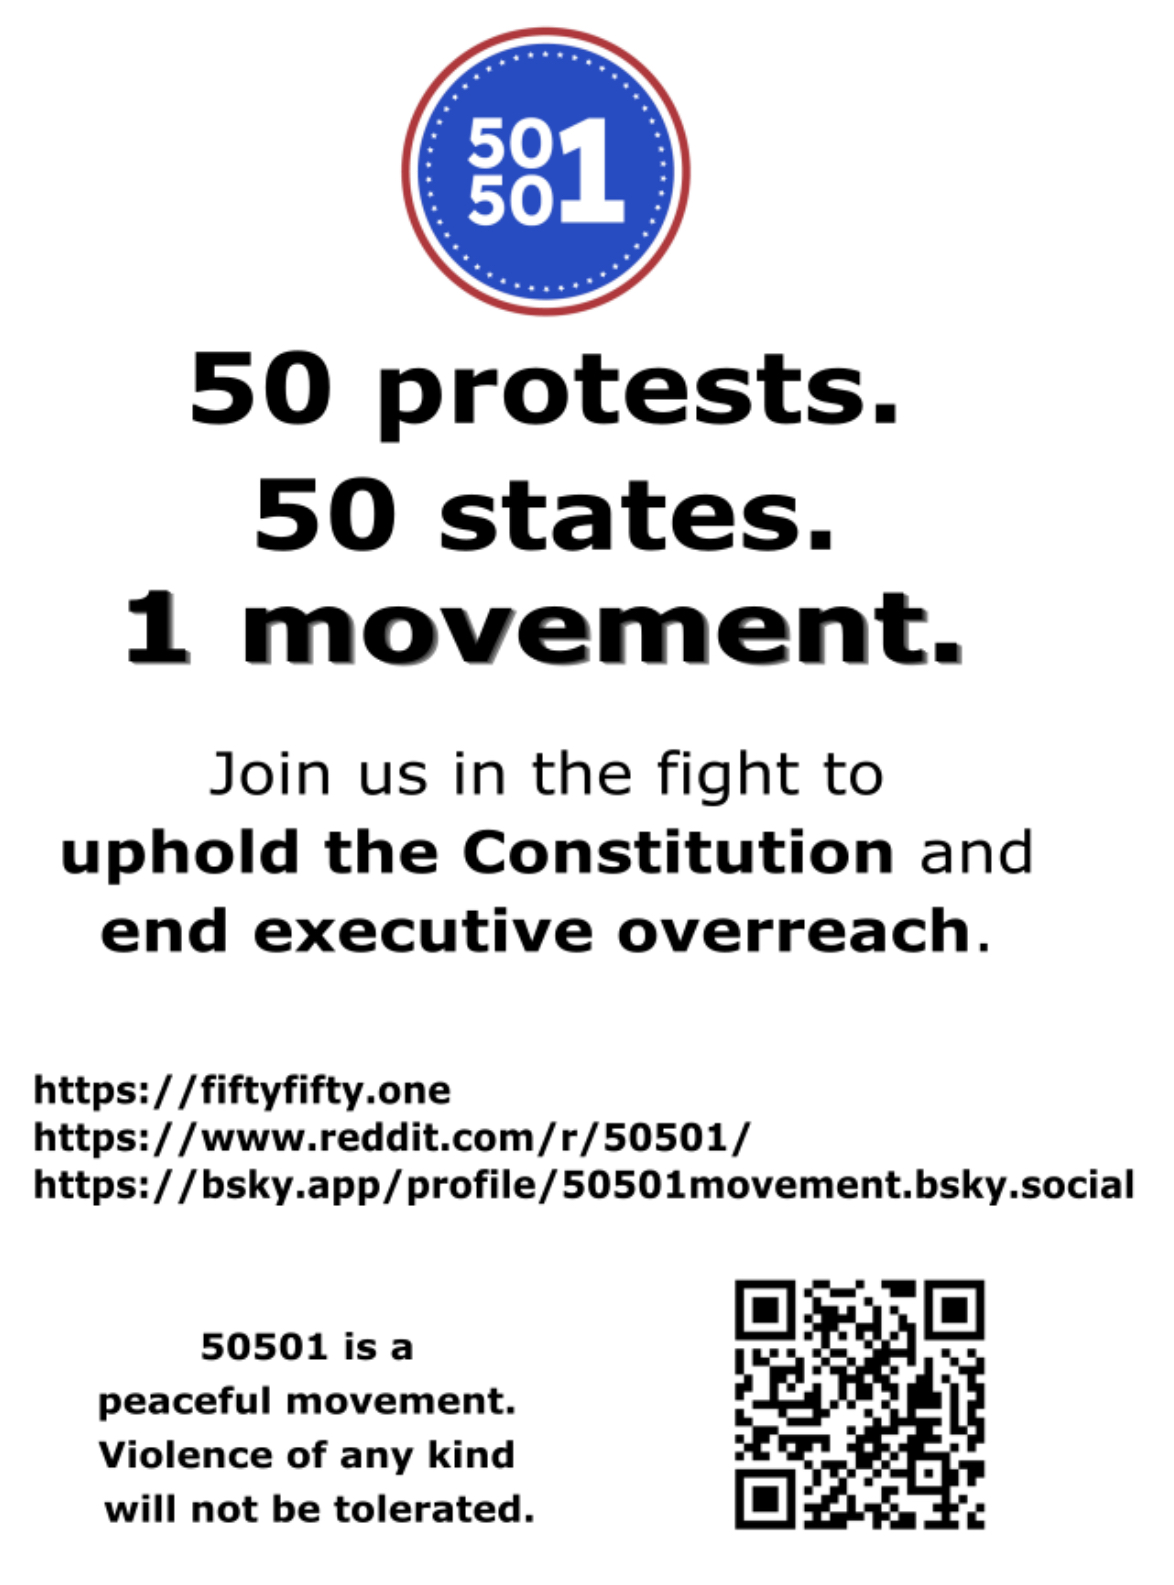 50
50
1
50 protests.
50 states.
1 movement.
Join us in the fight to
uphold the Constitution and
end executive overreach.
https://fiftyfifty.one
https://www.reddit.com/r/50501/
https://bsky.app/profile/50501movement.bsky.social
50501 is a
peaceful movement.
Violence of any kind
will not be tolerated.